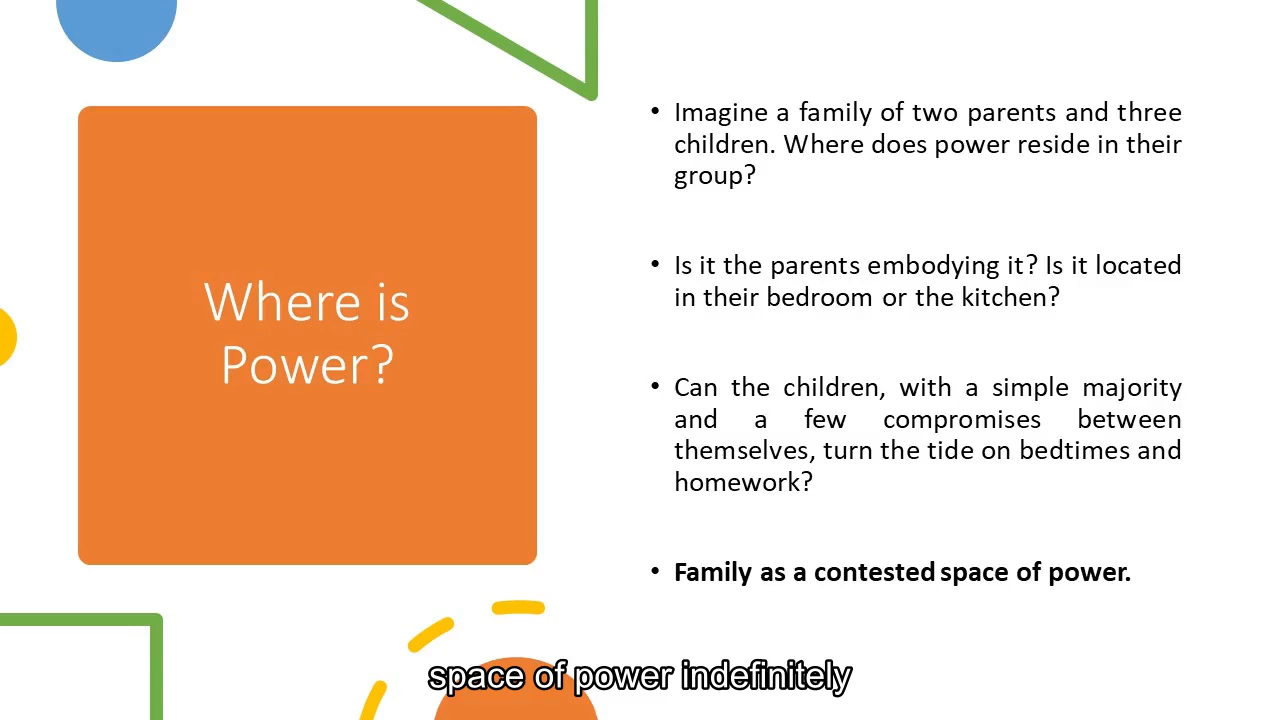 Where is
Power?
• Imagine a family of two parents and three
children. Where does power reside in their
group?
• Is it the parents embodying it? Is it located
in their bedroom or the kitchen?
• Can the children, with a simple majority
and a few compromises between
themselves, turn the tide on bedtimes and
homework?
• Family as a contested space of power.
space of power indefinitely